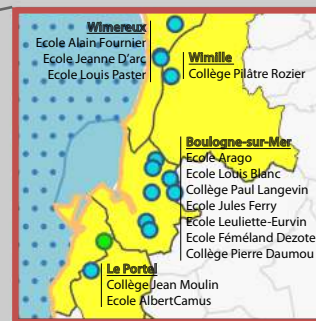 Wimereux
Ecole Alain Fournier
Ecole Jeanne D'arc
Ecole Louis Paster
Wimille
Collège Pilâtre Rozier
Boulogne-sur-Mer
Ecole Arago
Ecole Louis Blanc
Collège Paul Langevin
Ecole Jules Ferry
Ecole Leuliette-Eurvin
Ecole Féméland Dezote
Collège Pierre Daumou
Le Portel
Collège Jean Moulin
Ecole AlbertCamus